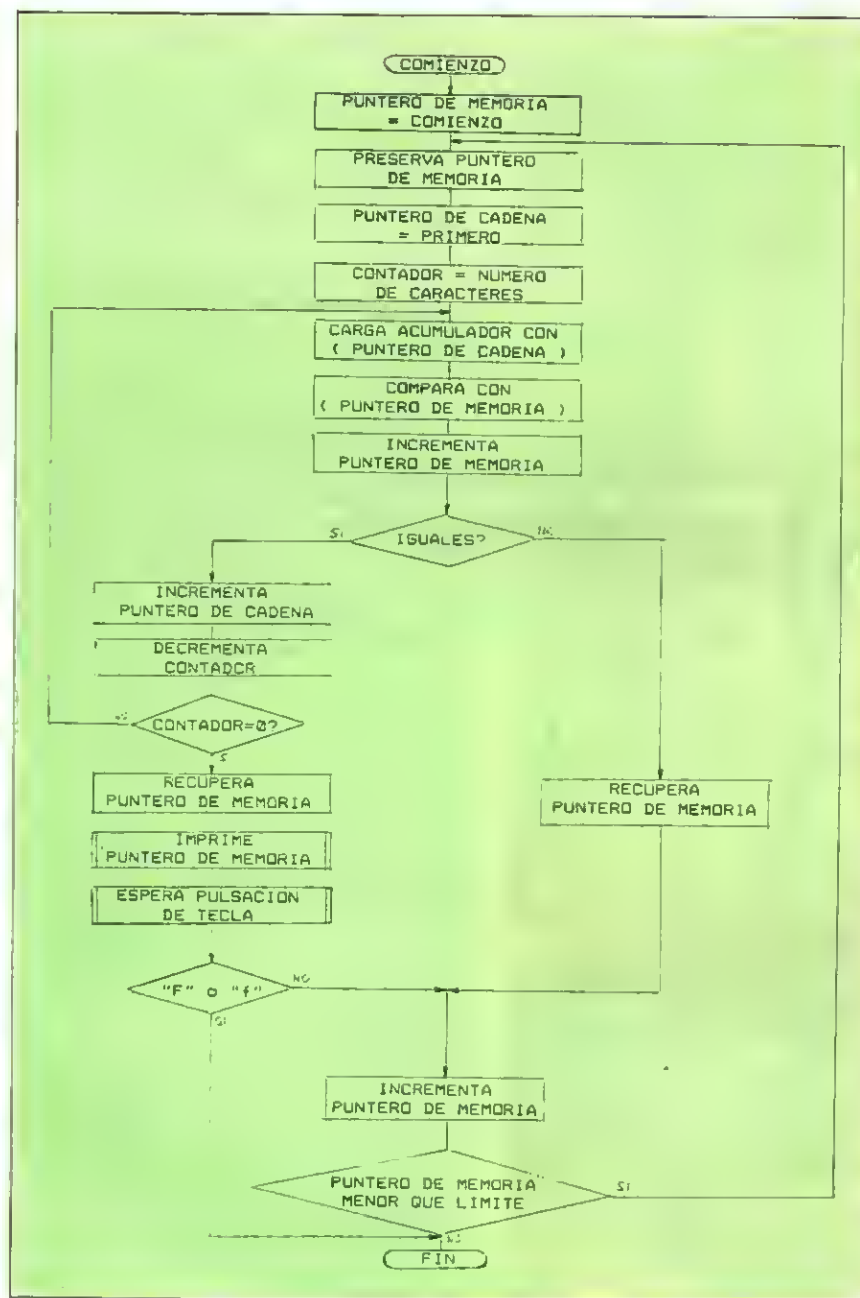 COMIENZO
PUNTERO DE MEMORIA
= COMIENZO
PRESERVA PUNTERO
DE MEMORIA
PUNTERO DE CADENA
= PRIMERO
CONTADOR = NUMERO
DE CARACTERES
CARGA ACUMULADOR CON
( PUNTERO DE CADENA )
COMPARA CON
( PUNTERO DE MEMORIA )
INCREMENTA
PUNTERO DE MEMORIA
SI
IGUALES?
NO
INCREMENTA
PUNTERO DE CADENA
DECREMENTA
CONTADOR
NO
CONTADOR=0?
RECUPERA
PUNTERO DE MEMORIA
RECUPERA
PUNTERO DE MEMORIA
IMPRIME
PUNTERO DE MEMORIA
ESPERA PULSACION
DE TECLA
"F" o "f"
NO
SI
INCREMENTA
PUNTERO DE MEMORIA
PUNTERO DE MEMORIA
MENOR QUE LIMITE
SI
NO
FIN